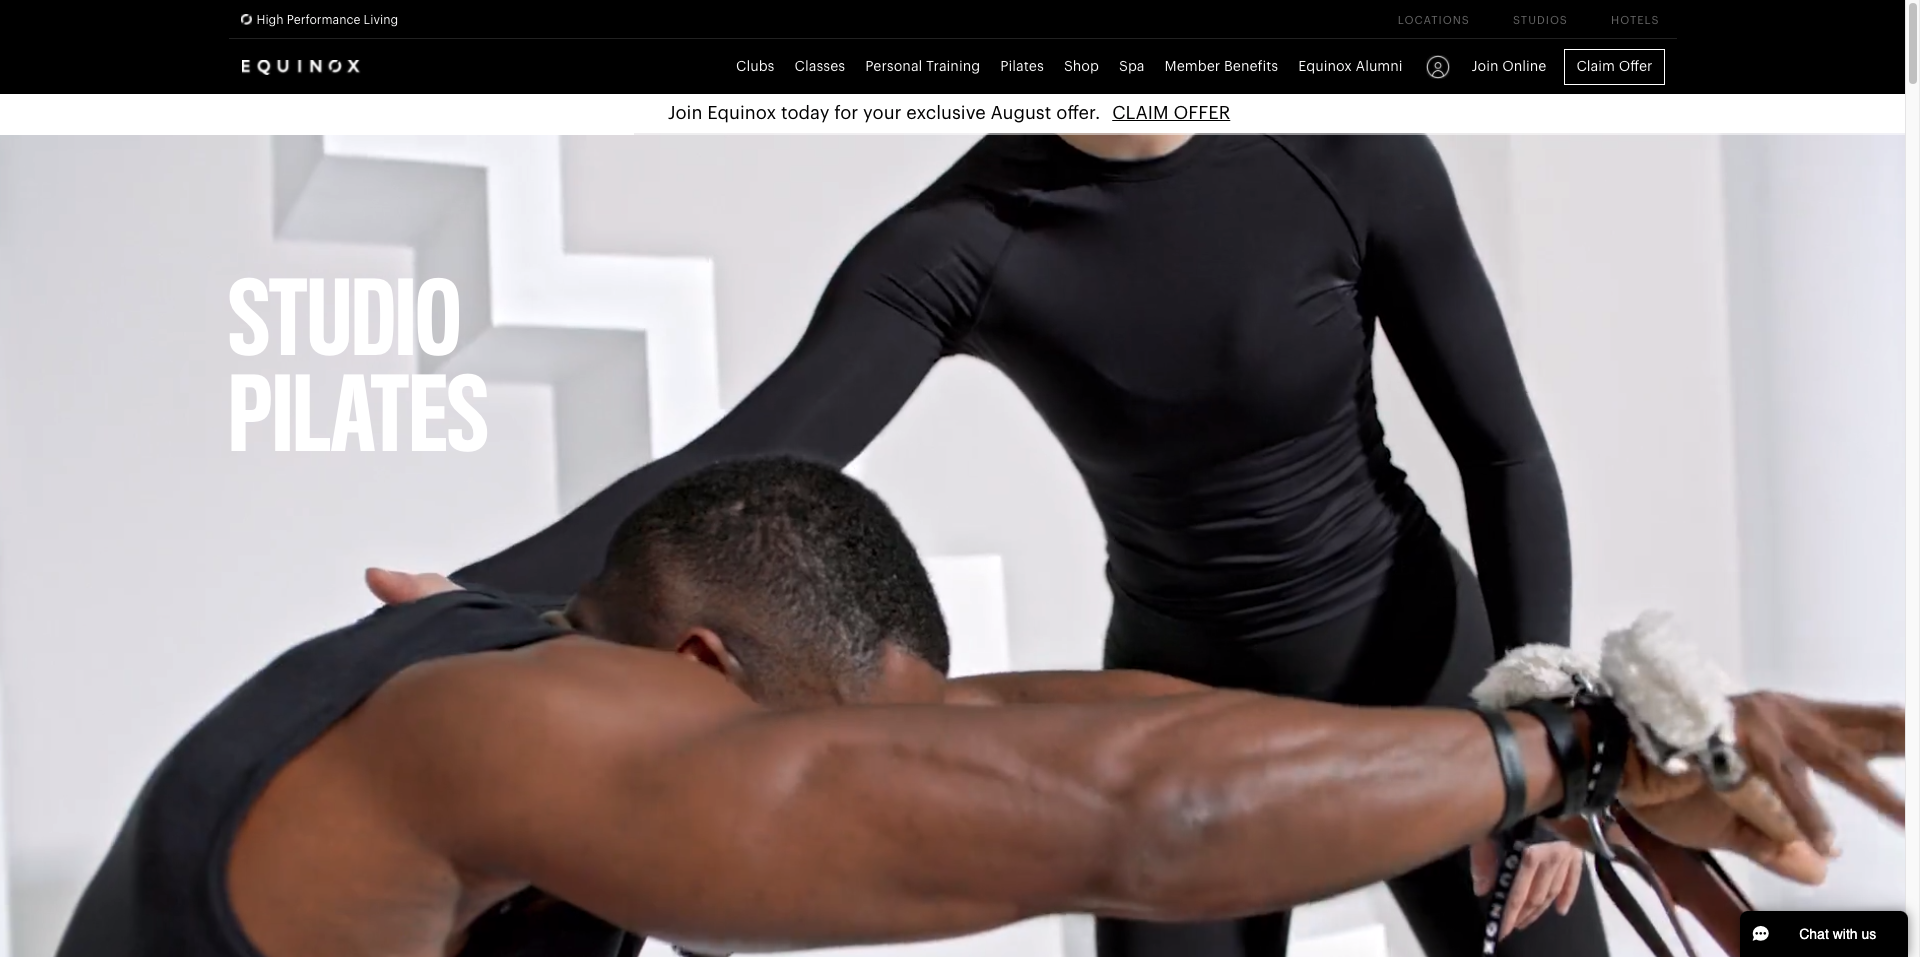 High Performance Living
LOCATIONS STUDIOS HOTELS
EQUINOX
Clubs Classes Personal Training Pilates Shop Spa Member Benefits Equinox Alumni Join Online Claim Offer
Join Equinox today for your exclusive August offer. CLAIM OFFER
STUDIO
PILATES
EQUINOX
Chat with us